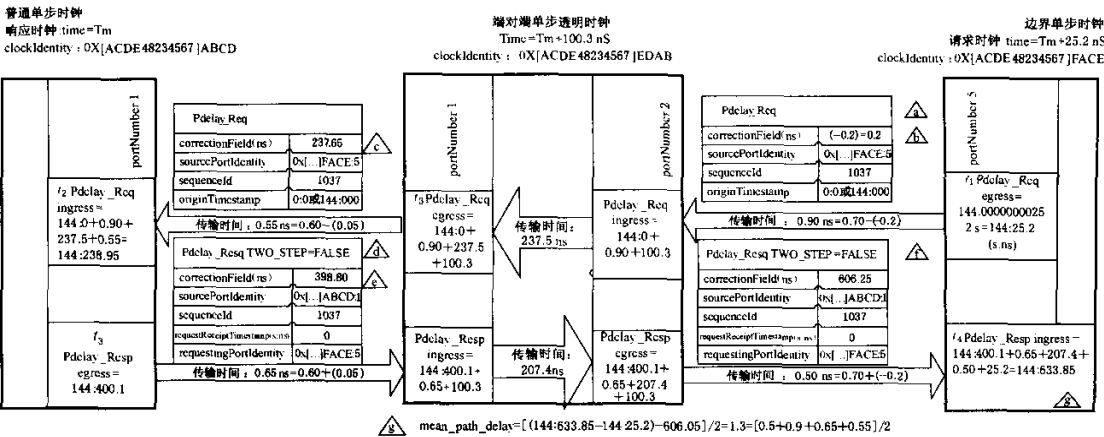 普通单步时钟
响应时钟:time=Tm
clockIdentity：0X[ACDE48234567]ABCD
端对端单步透明时钟
Time=Tm+100.3 nS
clockIdentity：0X[ACDE48234567]EDAB
边界单步时钟
请求时钟 time=Tm+25.2 nS
clockIdentity：0X[ACDE48234567]FACE
portNumber 1
t2 Pdelay_Req
ingress=
144:0+0.90+
237.5+0.55=
144:238.95
t3
Pdelay_Resp
egress=
144:400.1
Pdelay_Req
correctionField(ns) 237.65
c
sourcePortIdentity 0x[…]FACE:5
sequenceId 1037
originTimestamp 0:0或144:000
传输时间：0.55 ns=0.60-(0.05)
Pdelay_Resq TWO_STEP=FALSE
d
correctionField(ns) 398.80
e
sourcePortIdentity 0x[…]ABCD:1
sequenceId 1037
requestReceiptTimestamp(s.ns) 0
requestingPortIdentity 0x[…]FACE:5
传输时间：0.65 ns=0.60+(0.05)
portNumber 1
t3 Pdelay_Req
egress=
144:0+
0.90+237.5
+100.3
Pdelay_Resp
ingress=
144:400.1+
0.65+100.3
传输时间：
237.5 ns
传输时间：
207.4ns
portNumber 2
Pdelay_Req
ingress=
144:0+
0.90+100.3
Pdelay_Resp
egress=
144:400.1+
0.65+207.4
+100.3
Pdelay_Req
a
correctionField(ns) (-0.2)=0.2
b
sourcePortIdentity 0x[…]FACE:5
sequenceId 1037
originTimestamp 0:0或144:000
传输时间：0.90 ns=0.70-(-0.2)
Pdelay_Resq TWO_STEP=FALSE
f
correctionField(ns) 606.25
sourcePortIdentity 0x[…]ABCD:1
sequenceId 1037
requestReceiptTimestamp(s.ns) 0
requestingPortIdentity 0x[…]FACE:5
传输时间：0.50 ns=0.70+(-0.2)
portNumber 5
t1 Pdelay_Req
egress=
144.0000000025
2 s=144:25.2
(s.ns)
t4 Pdelay_Resp ingress=
144:400.1+0.65+207.4+
0.50+25.2=144:633.85
g
g mean_path_delay=[(144:633.85-144:25.2)-606.05]/2=1.3=[0.5+0.9+0.65+0.55]/2